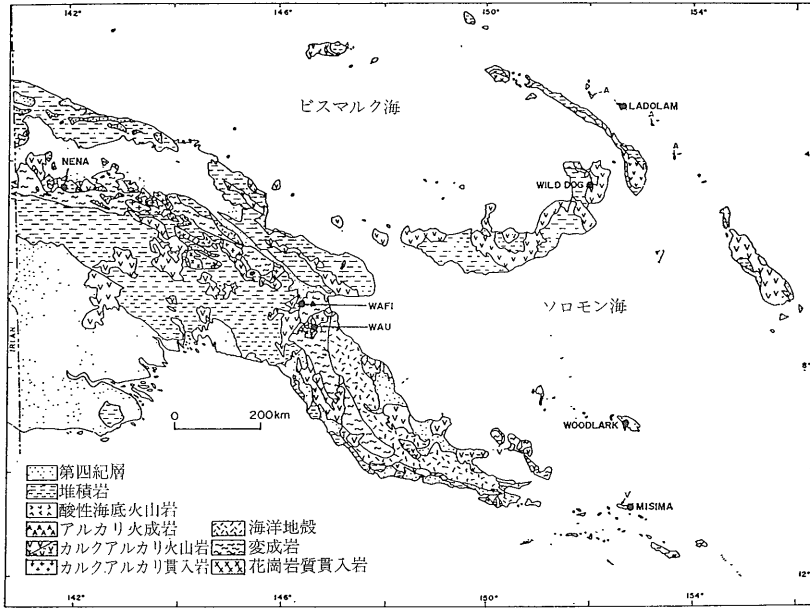 142°
146°
150°
154°
ビスマルク海
LADOLAM
A
A
A
4
NENA
WILD DOG
WAFI
ソロモン海
WAU
IRIAN
8°
0 200km
WOODLARK
MISIMA
第四紀層
堆積岩
酸性海底火山岩
アルカリ火成岩
海洋地殻
カルクアルカリ火山岩
変成岩
カルクアルカリ貫入岩
花崗岩質貫入岩
12°
142°
146°
150°
154°